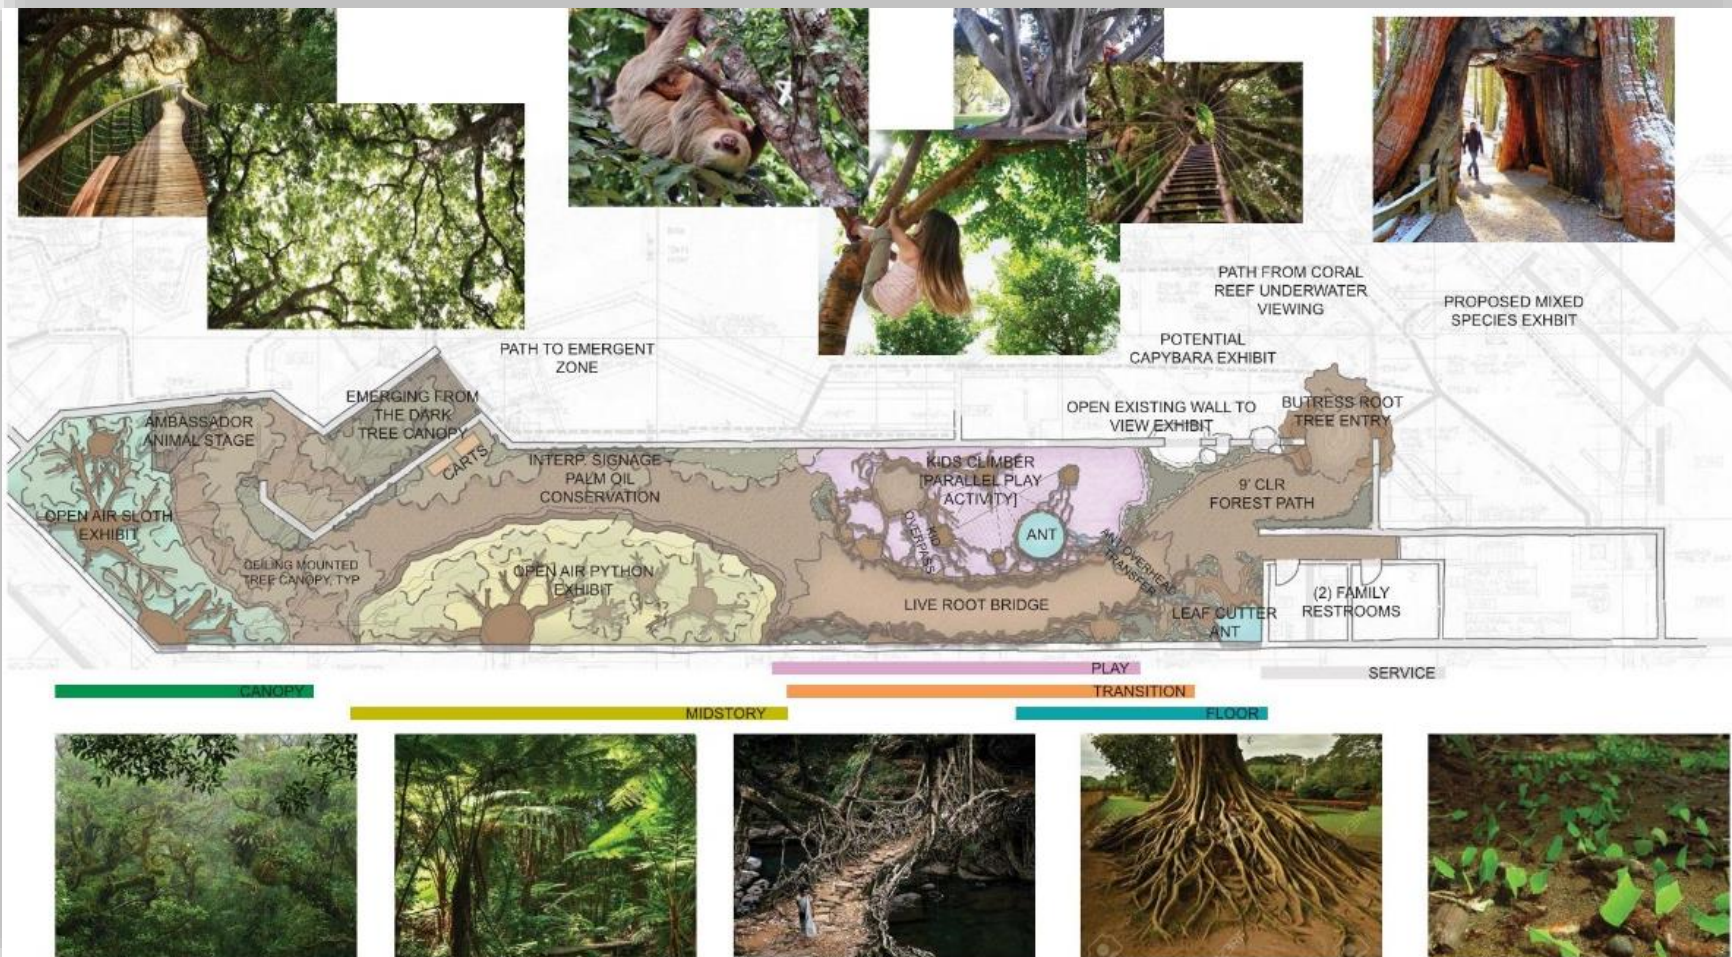 PATH FROM CORAL
REEF UNDERWATER
VIEWING
PROPOSED MIXED
SPECIES EXHBIT
PATH TO EMERGENT
ZONE
POTENTIAL
CAPYBARA EXHIBIT
EMERGING FROM
THE DARK
TREE CANOPY
AMBASSADOR
ANIMAL STAGE
CARTS
OPEN EXISTING WALL TO
VIEW EXHIBIT
BUTRESS ROOT
TREE ENTRY
INTERP. SIGNAGE -
PALM OIL
CONSERVATION
KIDS CLIMBER
[PARALLEL PLAY
ACTIVITY]
9' CLR
FOREST PATH
OPEN AIR SLOTH
EXHIBIT
KID
OVERPASS
ANT
ANT OVERHEAD
TRANSFER
CEILING MOUNTED
TREE CANOPY, TYP
OPEN AIR PYTHON
EXHIBIT
LIVE ROOT BRIDGE
LEAF CUTTER
ANT
(2) FAMILY
RESTROOMS
PLAY
SERVICE
CANOPY
TRANSITION
MIDSTORY
FLOOR